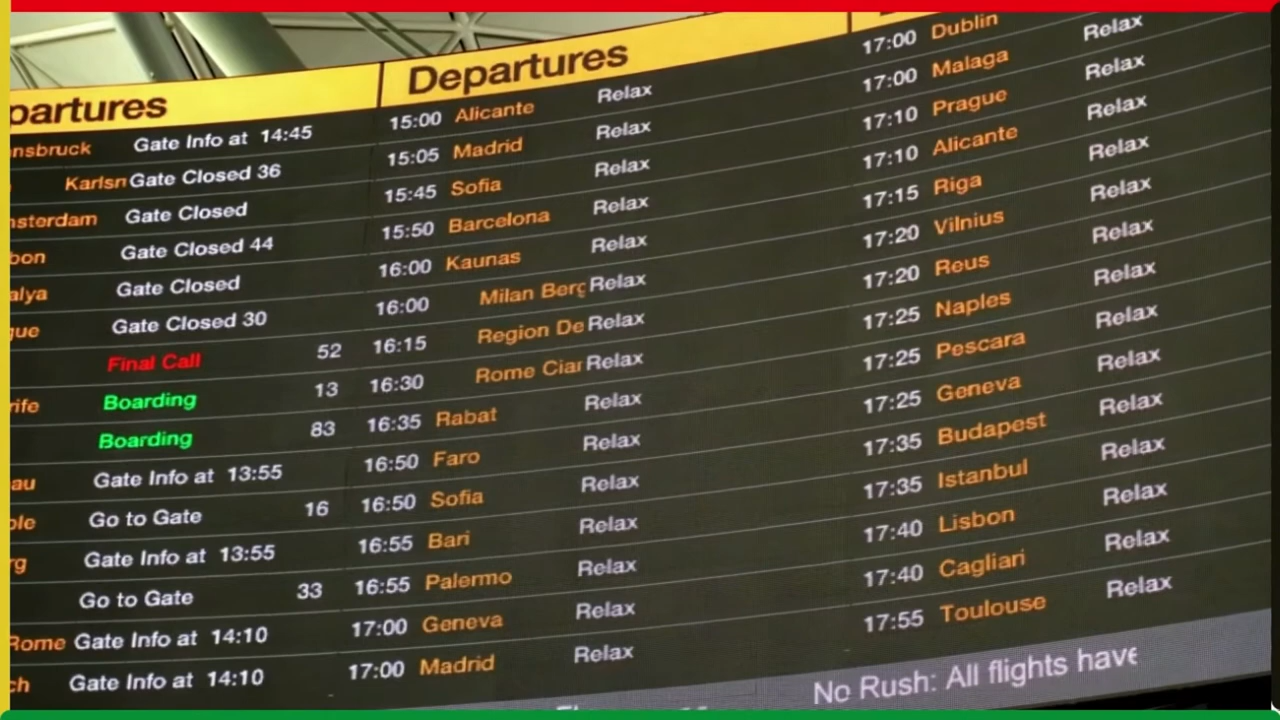 partures
nsbruck Gate Info at 14:45
Karlsr Gate Closed 36
nsterdam Gate Closed
bon Gate Closed 44
alya Gate Closed
gue Gate Closed 30
Final Call 52
rife Boarding 13
Boarding 83
au Gate Info at 13:55
ole Go to Gate 16
rg Gate Info at 13:55
Go to Gate 33
Rome Gate Info at 14:10
ch Gate Info at 14:10
Departures
15:00 Alicante Relax
15:05 Madrid Relax
15:45 Sofia Relax
15:50 Barcelona Relax
16:00 Kaunas Relax
16:00 Milan Berg Relax
16:15 Region De Relax
16:30 Rome Ciar Relax
16:35 Rabat Relax
16:50 Faro Relax
16:50 Sofia Relax
16:55 Bari Relax
16:55 Palermo Relax
17:00 Geneva Relax
17:00 Madrid Relax
17:00 Dublin Relax
17:00 Malaga Relax
17:10 Prague Relax
17:10 Alicante Relax
17:15 Riga Relax
17:20 Vilnius Relax
17:20 Reus Relax
17:25 Naples Relax
17:25 Pescara Relax
17:25 Geneva Relax
17:35 Budapest Relax
17:35 Istanbul Relax
17:40 Lisbon Relax
17:40 Cagliari Relax
17:55 Toulouse Relax
No Rush: All flights have